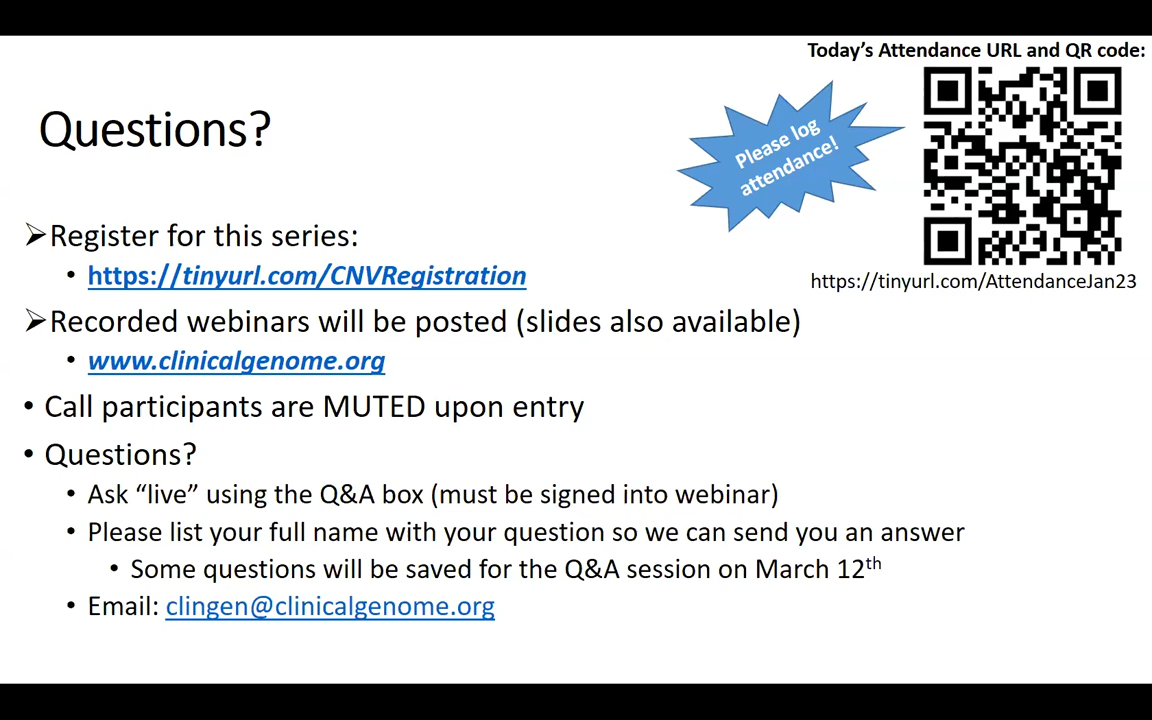 Today's Attendance URL and QR code:
Questions?
Please log
attendance!
https://tinyurl.com/AttendanceJan23
➢Register for this series:
• https://tinyurl.com/CNVRegistration
➢Recorded webinars will be posted (slides also available)
• www.clinicalgenome.org
• Call participants are MUTED upon entry
• Questions?
• Ask “live” using the Q&A box (must be signed into webinar)
• Please list your full name with your question so we can send you an answer
• Some questions will be saved for the Q&A session on March 12th
• Email: clingen@clinicalgenome.org